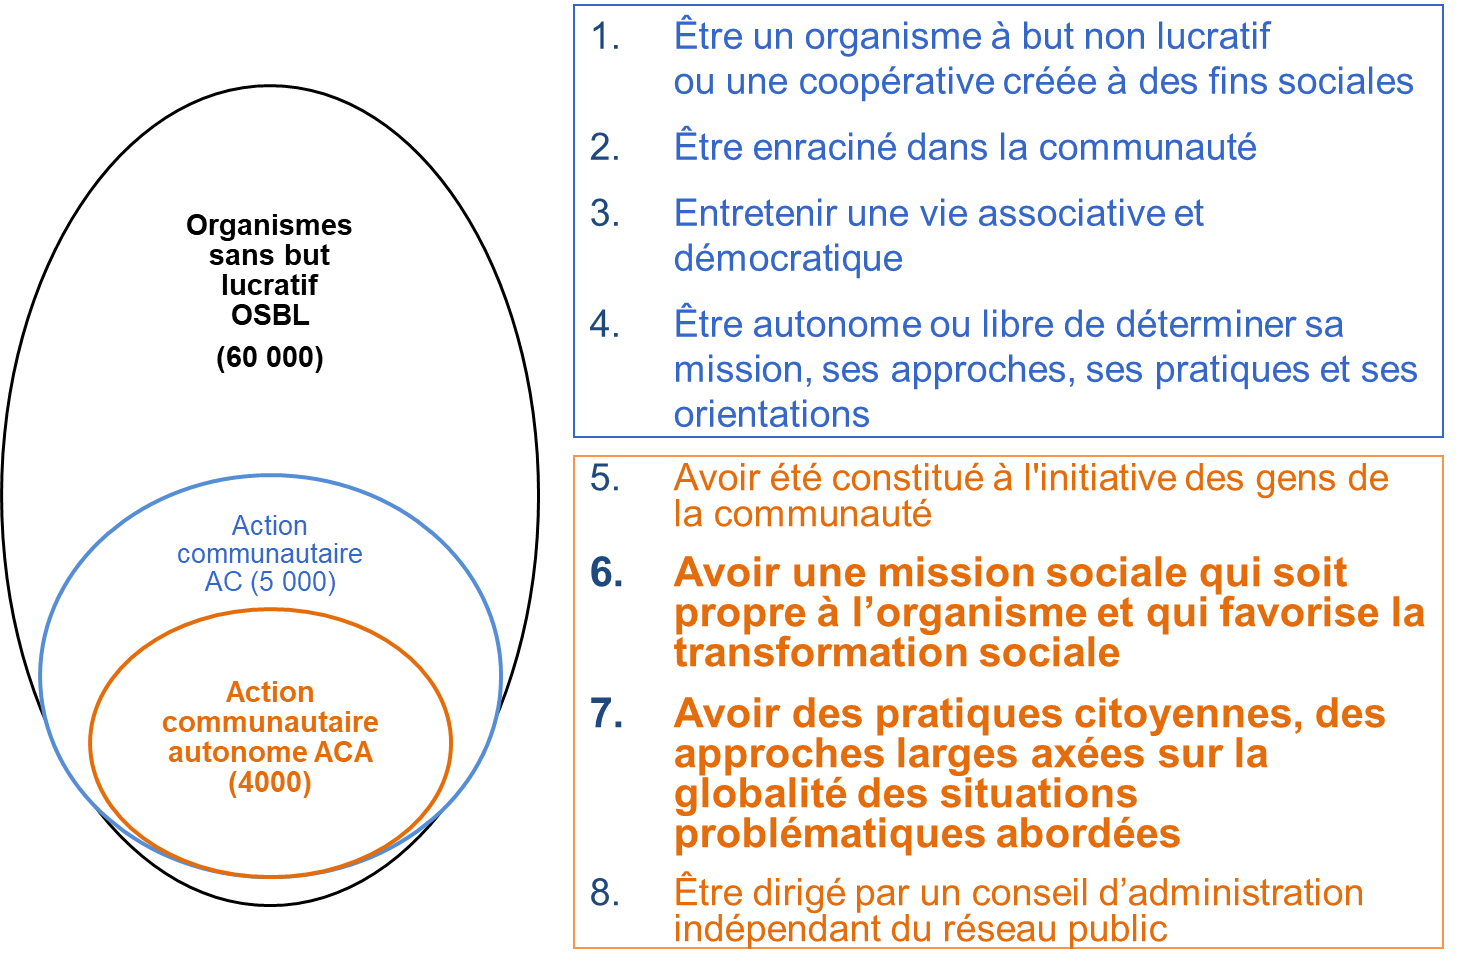 Organismes
sans but
lucratif
OSBL
(60 000)
Action
communautaire
AC (5 000)
Action
communautaire
autonome ACA
(4000)
1. Être un organisme à but non lucratif
ou une coopérative créée à des fins sociales
2. Être enraciné dans la communauté
3. Entretenir une vie associative et
démocratique
4. Être autonome ou libre de déterminer sa
mission, ses approches, ses pratiques et ses
orientations
5. Avoir été constitué à l'initiative des gens de
la communauté
6. Avoir une mission sociale qui soit
propre à l’organisme et qui favorise la
transformation sociale
7. Avoir des pratiques citoyennes, des
approches larges axées sur la
globalité des situations
problématiques abordées
8. Être dirigé par un conseil d’administration
indépendant du réseau public